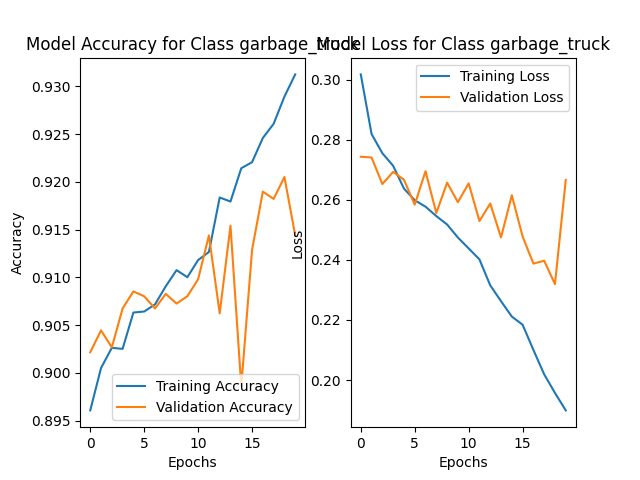 Model Accuracy for Class garbage_truck
Model Loss for Class garbage_truck
0.930
0.925
0.920
0.915
0.910
0.905
0.900
0.895
Accuracy
Training Accuracy
Validation Accuracy
0 5 10 15
Epochs
0.30
0.28
0.26
0.24
0.22
0.20
Loss
Training Loss
Validation Loss
0 5 10 15
Epochs